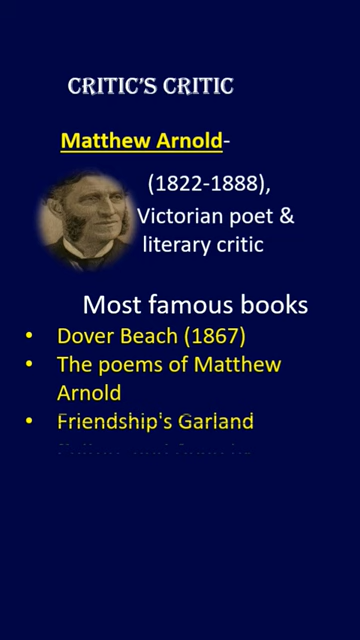 CRITIC'S CRITIC
Matthew Arnold-
(1822-1888),
Victorian poet &
literary critic
Most famous books
• Dover Beach (1867)
• The poems of Matthew
Arnold
• Friendship's Garland